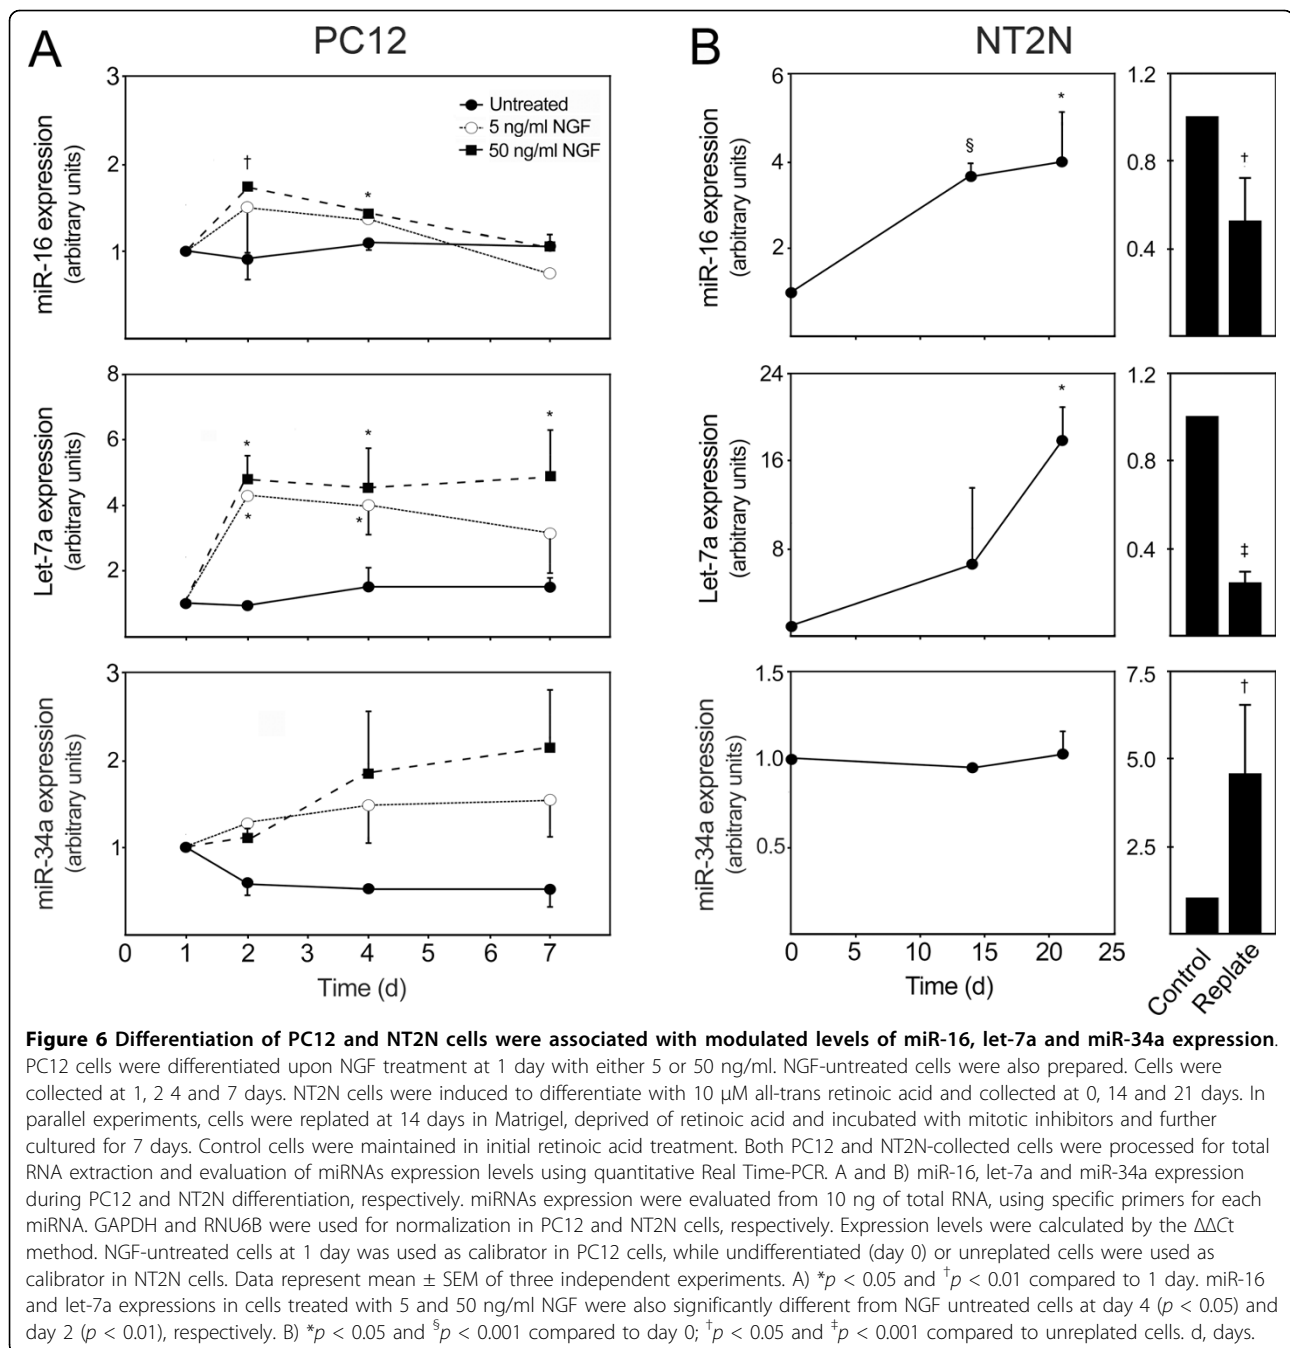 A
PC12
B
NT2N
miR-16 expression
(arbitrary units)
3
2
1
Untreated
5 ng/ml NGF
50 ng/ml NGF
†
*
miR-16 expression
(arbitrary units)
6
4
2
§
*
1.2
0.8
0.4
†
Let-7a expression
(arbitrary units)
8
6
4
2
*
*
*
*
*
Let-7a expression
(arbitrary units)
24
16
8
*
1.2
0.8
0.4
‡
miR-34a expression
(arbitrary units)
3
2
1
0 1 2 3 4 5 6 7
Time (d)
miR-34a expression
(arbitrary units)
1.5
1.0
0.5
0 5 10 15 20 25
Time (d)
7.5
5.0
2.5
†
Control
Replate
Figure 6 Differentiation of PC12 and NT2N cells were associated with modulated levels of miR-16, let-7a and miR-34a expression.
PC12 cells were differentiated upon NGF treatment at 1 day with either 5 or 50 ng/ml. NGF-untreated cells were also prepared. Cells were
collected at 1, 2 4 and 7 days. NT2N cells were induced to differentiate with 10 μM all-trans retinoic acid and collected at 0, 14 and 21 days. In
parallel experiments, cells were replated at 14 days in Matrigel, deprived of retinoic acid and incubated with mitotic inhibitors and further
cultured for 7 days. Control cells were maintained in initial retinoic acid treatment. Both PC12 and NT2N-collected cells were processed for total
RNA extraction and evaluation of miRNAs expression levels using quantitative Real Time-PCR. A and B) miR-16, let-7a and miR-34a expression
during PC12 and NT2N differentiation, respectively. miRNAs expression were evaluated from 10 ng of total RNA, using specific primers for each
miRNA. GAPDH and RNU6B were used for normalization in PC12 and NT2N cells, respectively. Expression levels were calculated by the ΔΔCt
method. NGF-untreated cells at 1 day was used as calibrator in PC12 cells, while undifferentiated (day 0) or unreplated cells were used as
calibrator in NT2N cells. Data represent mean ± SEM of three independent experiments. A) *p < 0.05 and †p < 0.01 compared to 1 day. miR-16
and let-7a expressions in cells treated with 5 and 50 ng/ml NGF were also significantly different from NGF untreated cells at day 4 (p < 0.05) and
day 2 (p < 0.01), respectively. B) *p < 0.05 and §p < 0.001 compared to day 0; †p < 0.05 and ‡p < 0.001 compared to unreplated cells. d, days.